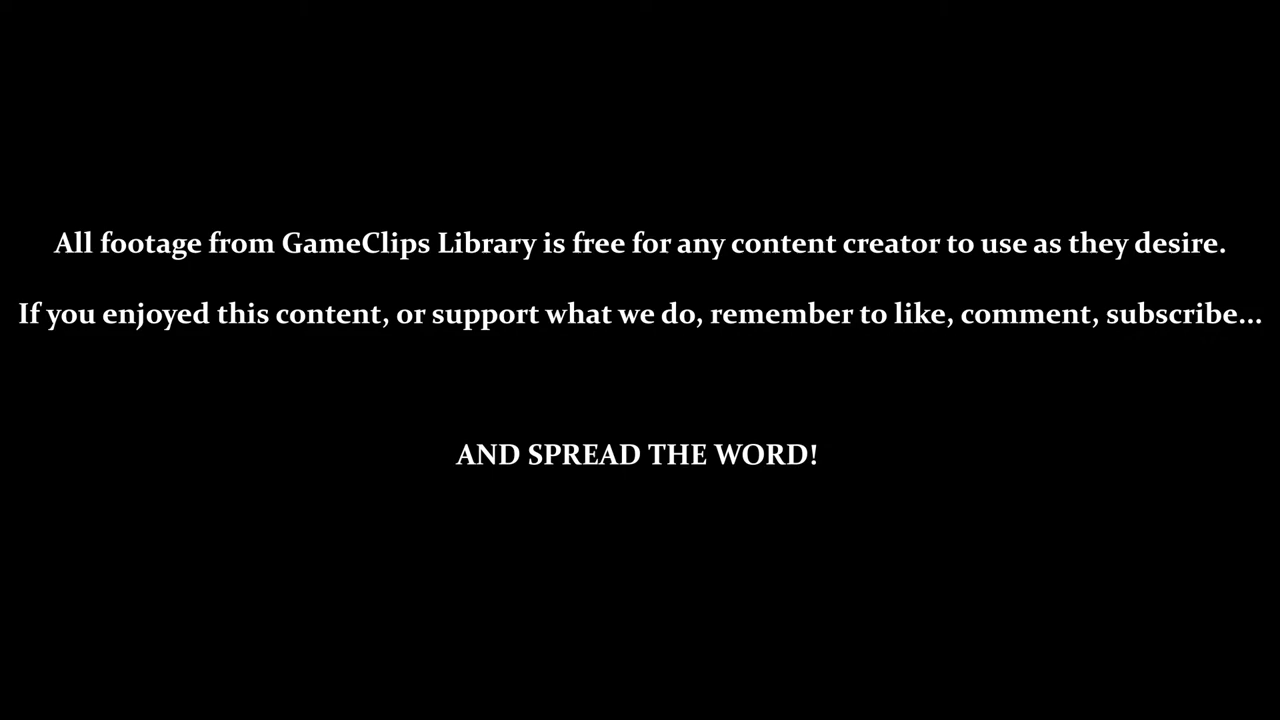 All footage from GameClips Library is free for any content creator to use as they desire.
If you enjoyed this content, or support what we do, remember to like, comment, subscribe...
AND SPREAD THE WORD!